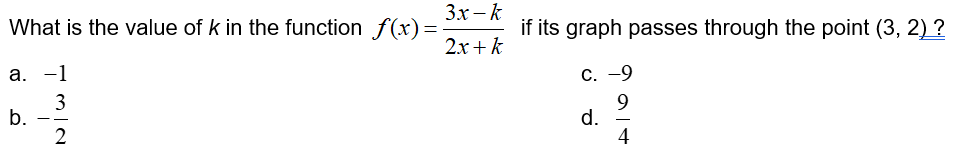 What is the value of k in the function f(x) = (3x − k)/(2x + k) if its graph passes through the point (3, 2) ?
a. −1
b. −3/2
c. −9
d. 9/4